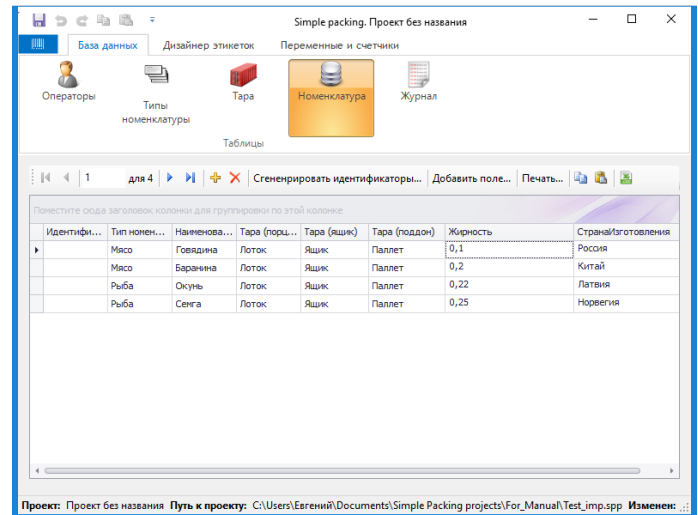 Simple packing. Проект без названия
База данных Дизайнер этикеток Переменные и счетчики
Операторы Типы номенклатуры Тара Номенклатура Журнал
Таблицы
1 для 4 Сгененрировать идентификаторы... Добавить поле... Печать...
Поместите сюда заголовок колонки для группировки по этой колонке
Идентифи... Тип номен... Наименова... Тара (порц... Тара (ящик) Тара (поддон) Жирность СтранаИзготовления
Мясо Говядина Лоток Ящик Паллет 0,1 Россия
Мясо Баранина Лоток Ящик Паллет 0,2 Китай
Рыба Окунь Лоток Ящик Паллет 0,22 Латвия
Рыба Сенга Лоток Ящик Паллет 0,25 Норвегия
Проект: Проект без названия Путь к проекту: C:\Users\Евгений\Documents\Simple Packing projects\For_Manual\Test_imp.spp Изменен: